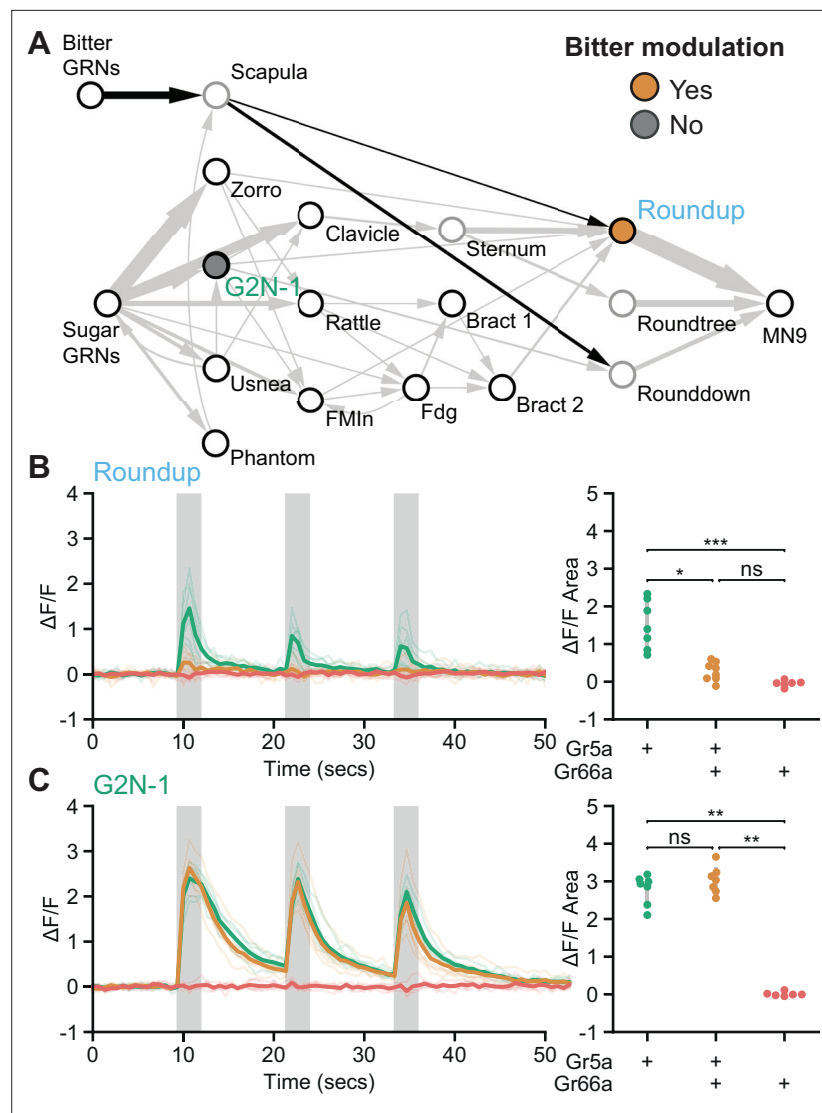 A
Bitter
GRNs
Scapula
Bitter modulation
Yes
No
Zorro
Roundup
Clavicle
Sternum
G2N-1
Sugar
GRNs
Rattle
Bract 1
Roundtree
MN9
Usnea
FMIn
Fdg
Bract 2
Rounddown
Phantom
B
Roundup
4
3
2
1
0
-1
ΔF/F
0
10
20
30
40
50
Time (secs)
5
4
3
2
1
0
-1
ΔF/F Area
***
*
ns
Gr5a + +
Gr66a + +
C
G2N-1
4
3
2
1
0
-1
ΔF/F
0
10
20
30
40
50
Time (secs)
5
4
3
2
1
0
-1
ΔF/F Area
**
ns
**
Gr5a + +
Gr66a + +